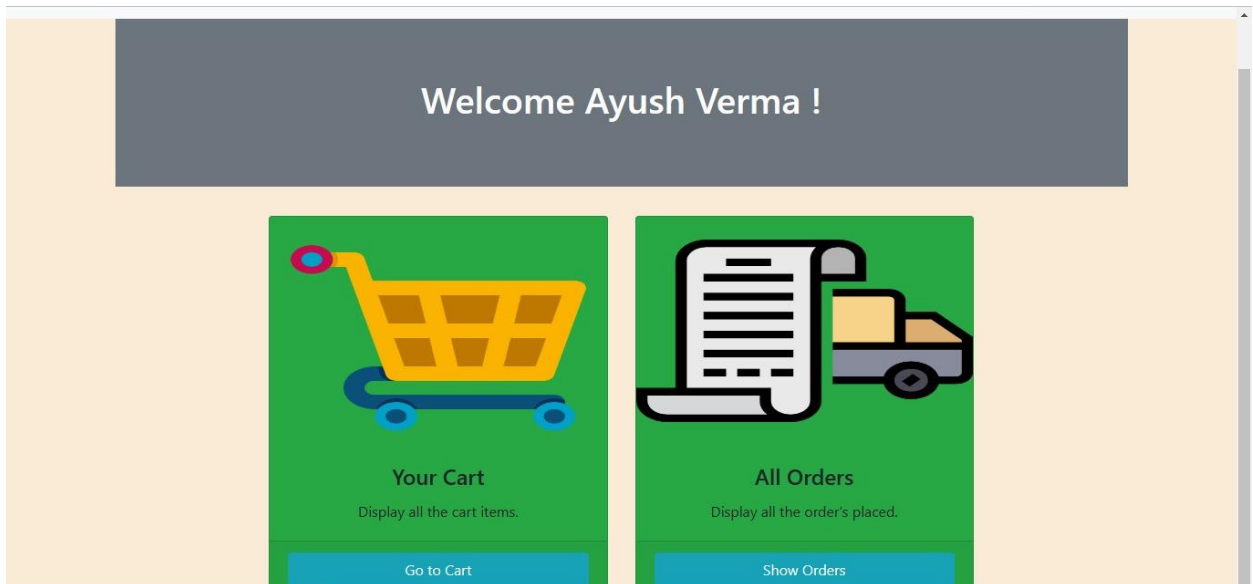 Welcome Ayush Verma !
Your Cart
Display all the cart items.
Go to Cart
All Orders
Display all the order's placed.
Show Orders